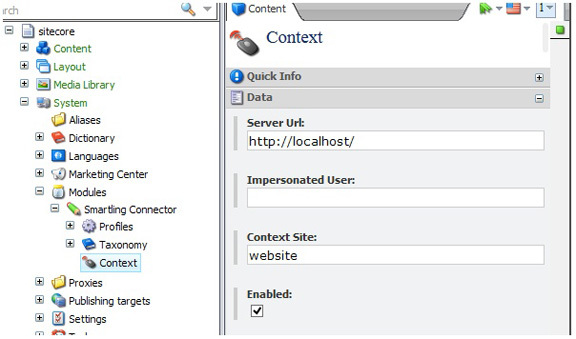 rch
sitecore
Content
Layout
Media Library
System
Aliases
Dictionary
Languages
Marketing Center
Modules
Smartling Connector
Profiles
Taxonomy
Context
Proxies
Publishing targets
Settings
Content
1
Context
Quick Info
Data
Server Url:
http://localhost/
Impersonated User:
Context Site:
website
Enabled: